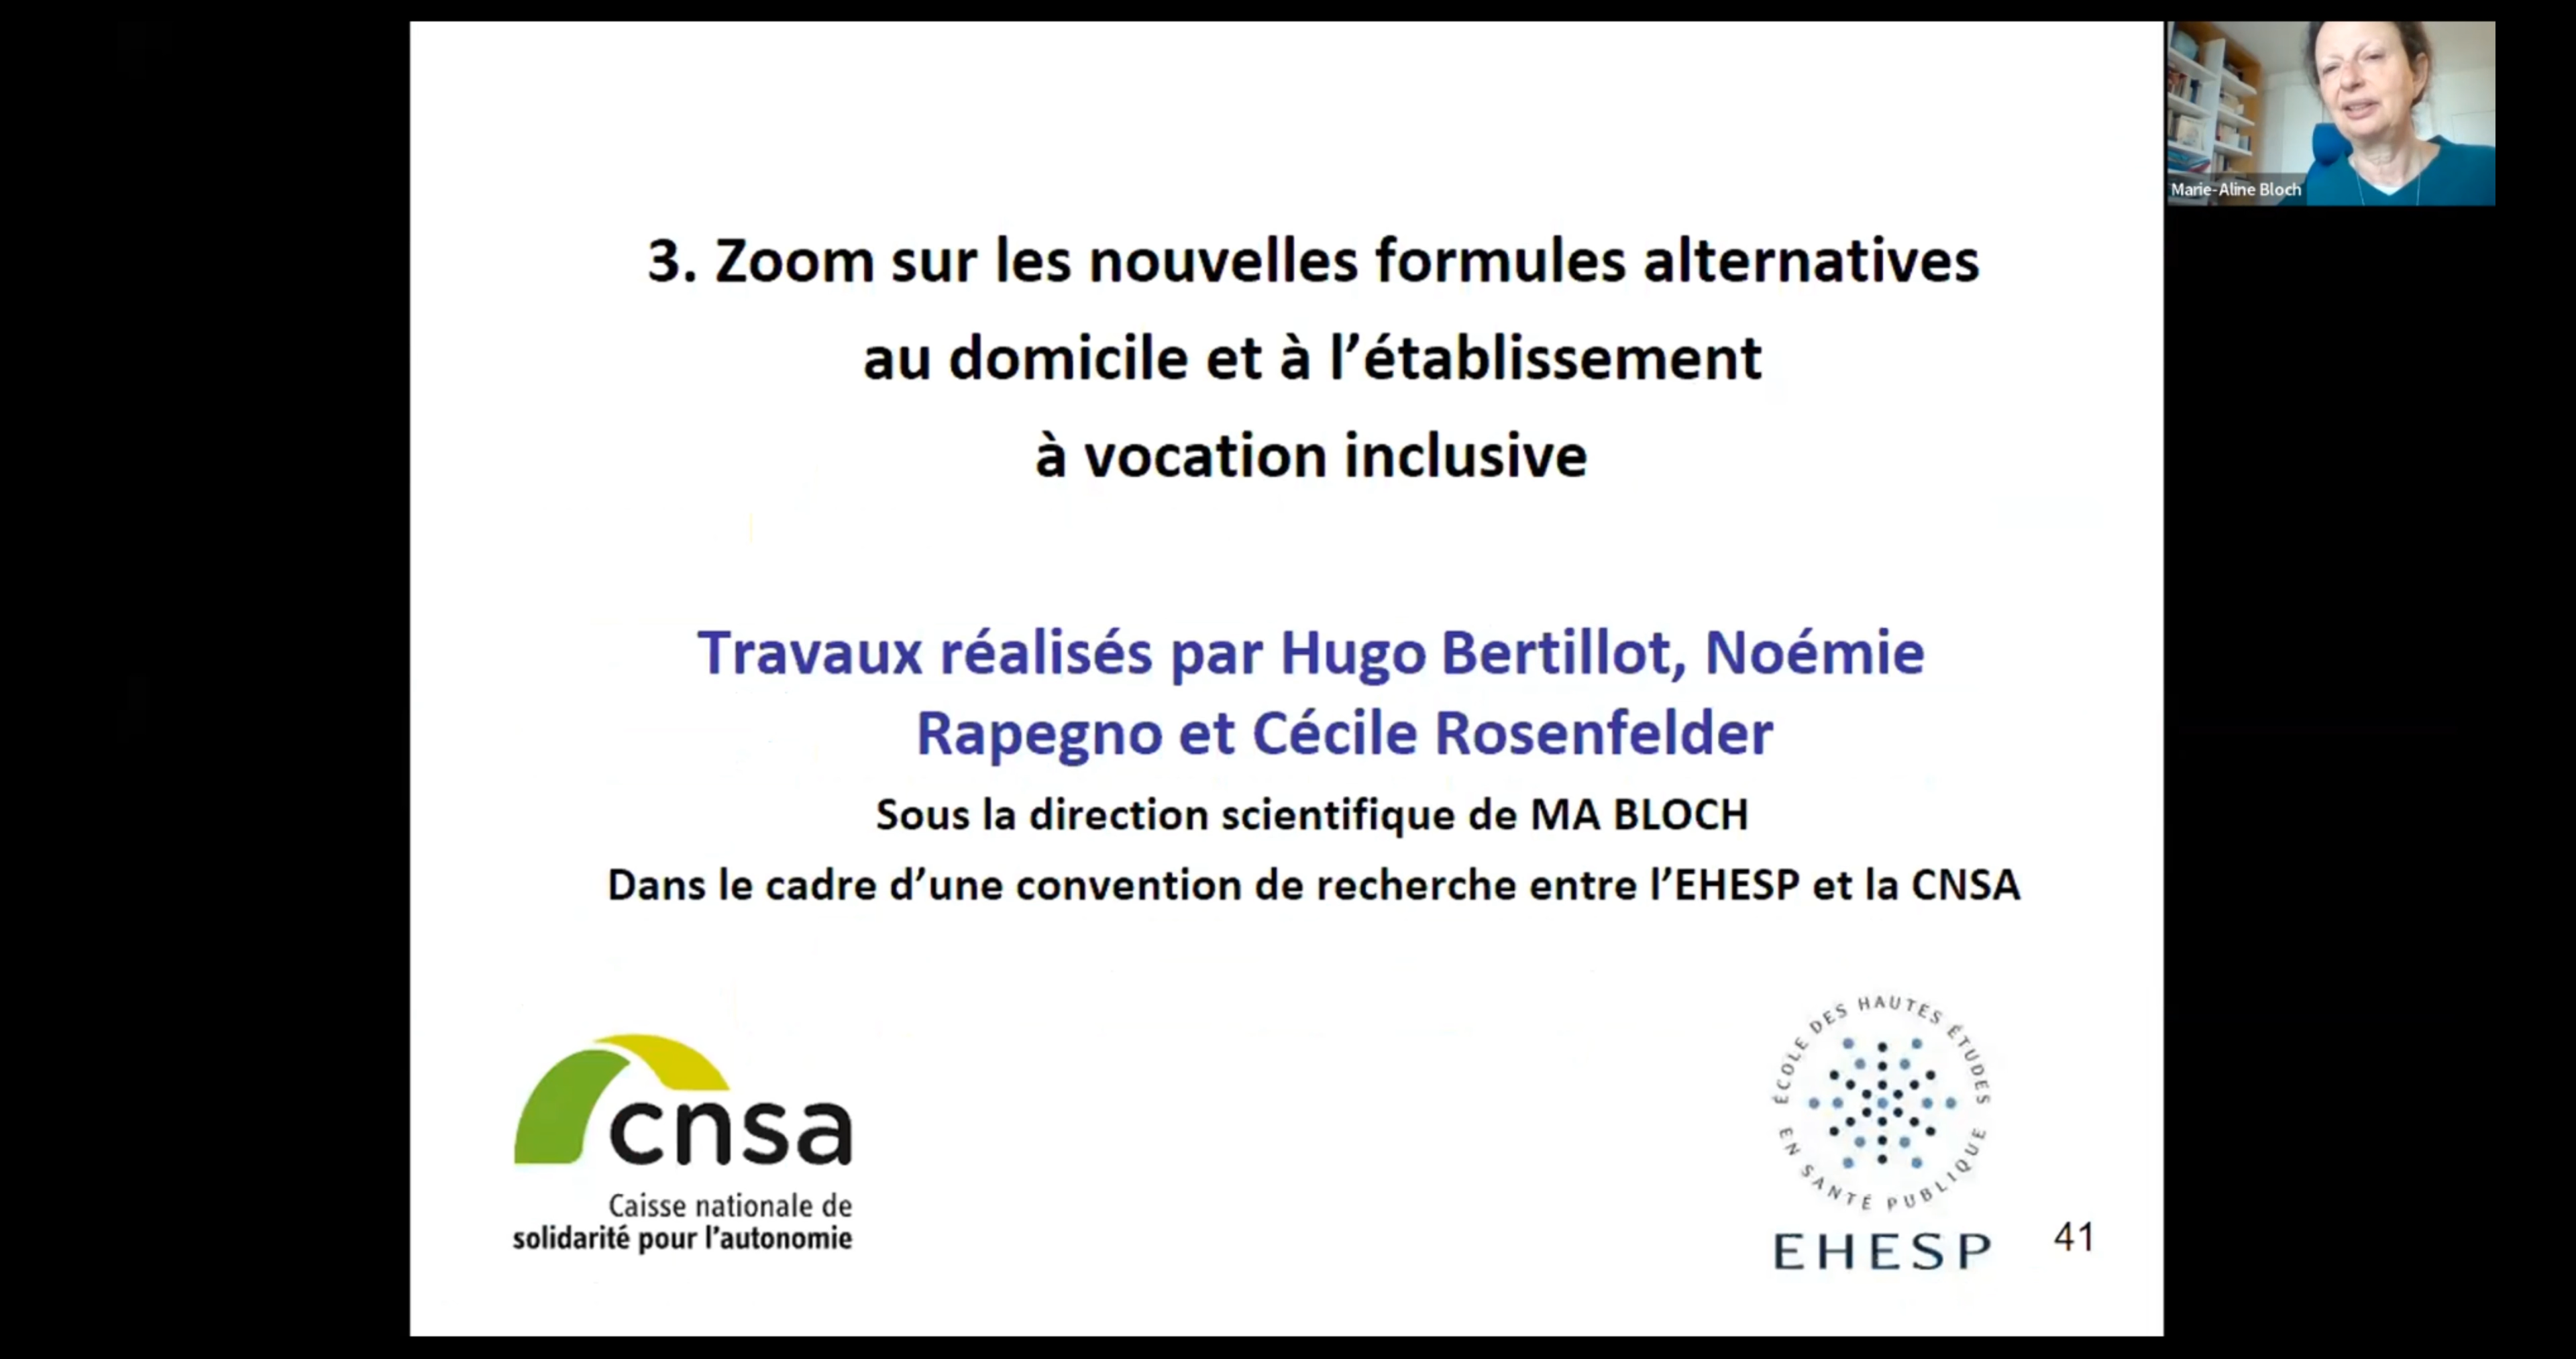 3. Zoom sur les nouvelles formules alternatives
au domicile et à l’établissement
à vocation inclusive
Travaux réalisés par Hugo Bertillot, Noémie
Rapegno et Cécile Rosenfelder
Sous la direction scientifique de MA BLOCH
Dans le cadre d’une convention de recherche entre l’EHESP et la CNSA
cnsa
Caisse nationale de
solidarité pour l’autonomie
ÉCOLE DES HAUTES ÉTUDES
EN SANTÉ PUBLIQUE
EHESP
41
Marie-Aline Bloch